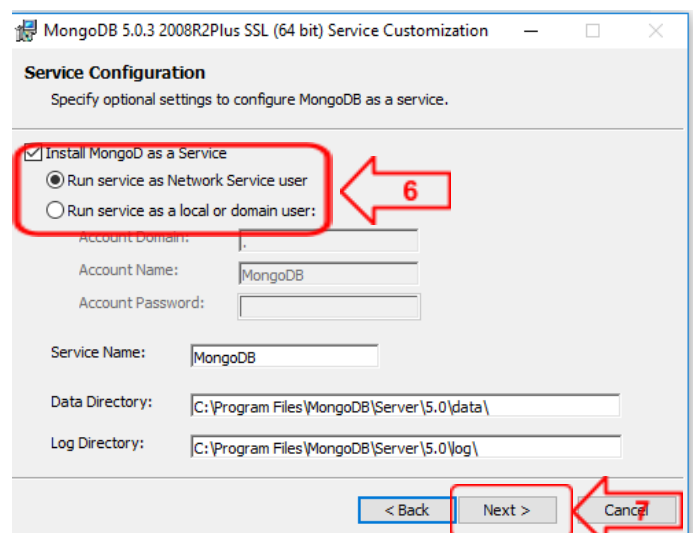 MongoDB 5.0.3 2008R2Plus SSL (64 bit) Service Customization
Service Configuration
Specify optional settings to configure MongoDB as a service.
Install MongoD as a Service
Run service as Network Service user
6
Run service as a local or domain user:
Account Domain:
.
Account Name:
MongoDB
Account Password:
Service Name:
MongoDB
Data Directory:
C:\Program Files\MongoDB\Server\5.0\data\
Log Directory:
C:\Program Files\MongoDB\Server\5.0\log\
< Back
Next >
Cancel
7